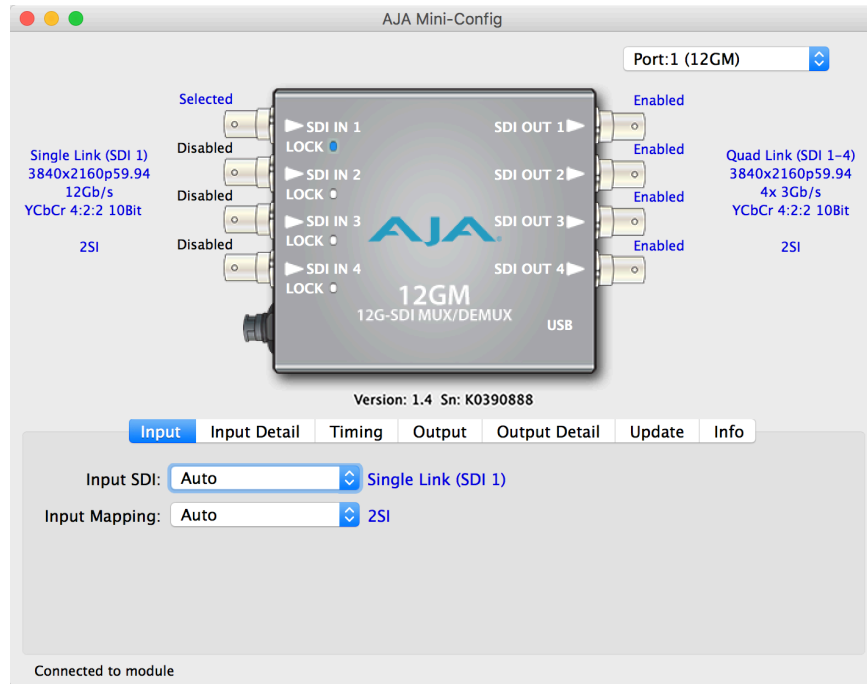 AJA Mini-Config
Port:1 (12GM)
Selected
Enabled
SDI IN 1
SDI OUT 1
LOCK
Disabled
Enabled
Single Link (SDI 1)
3840x2160p59.94
12Gb/s
YCbCr 4:2:2 10Bit
2SI
SDI IN 2
SDI OUT 2
LOCK
Quad Link (SDI 1-4)
3840x2160p59.94
4x 3Gb/s
YCbCr 4:2:2 10Bit
2SI
Disabled
Enabled
SDI IN 3
SDI OUT 3
LOCK
AJA
Disabled
Enabled
SDI IN 4
SDI OUT 4
LOCK
12GM
12G-SDI MUX/DEMUX
USB
Version: 1.4 Sn: K0390888
Input Input Detail Timing Output Output Detail Update Info
Input SDI: Auto Single Link (SDI 1)
Input Mapping: Auto 2SI
Connected to module